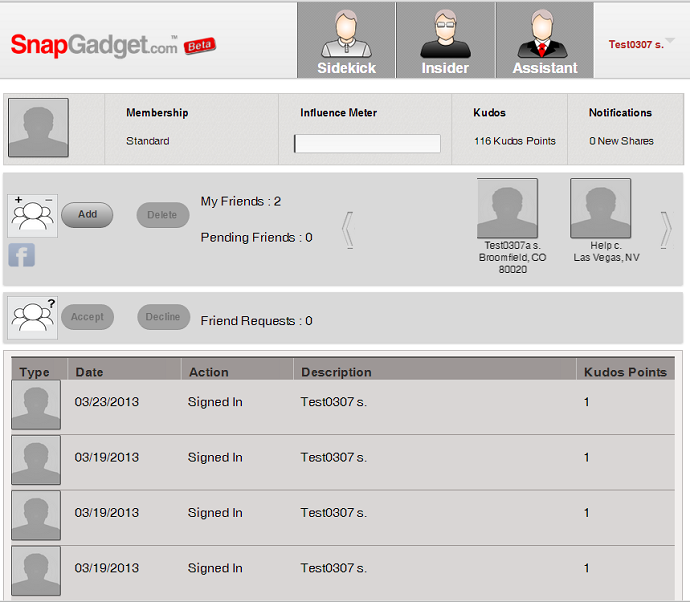 SnapGadget.com™ Beta
Sidekick
Insider
Assistant
Test0307 s.
Membership
Standard
Influence Meter
Kudos
116 Kudos Points
Notifications
0 New Shares
+ −
Add
Delete
My Friends : 2
Pending Friends : 0
f
Test0307a s.
Broomfield, CO
80020
Help c.
Las Vegas, NV
?
Accept
Decline
Friend Requests : 0
Type Date Action Description Kudos Points
03/23/2013 Signed In Test0307 s. 1
03/19/2013 Signed In Test0307 s. 1
03/19/2013 Signed In Test0307 s. 1
03/19/2013 Signed In Test0307 s. 1